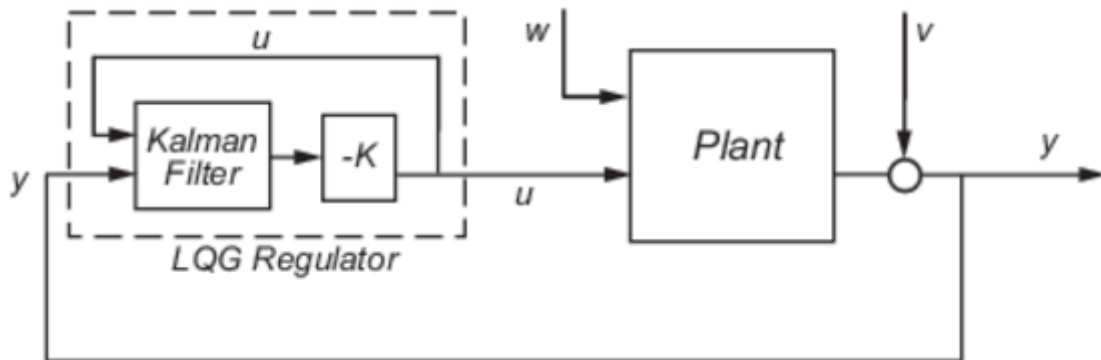 u
w
v
Kalman
Filter
-K
Plant
y
y
u
LQG Regulator